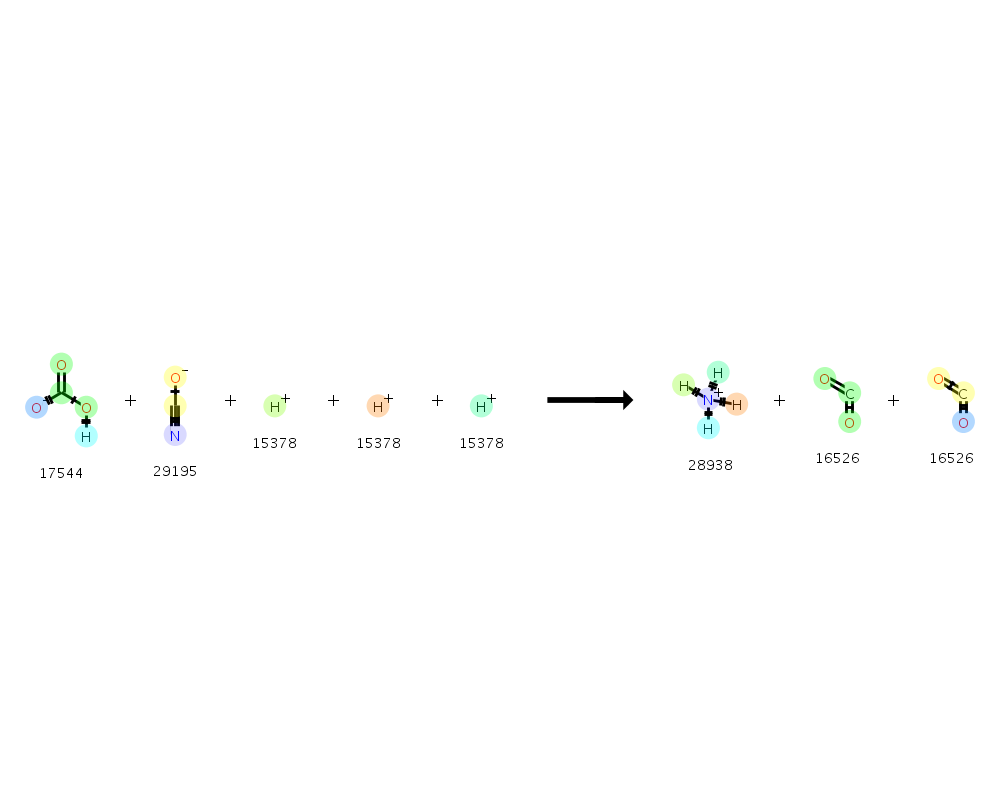 O
O − O
H
17544
+
O −
N
29195
+
H +
15378
+
H +
15378
+
H +
15378
H
H N + H
H
28938
+
O
C
O
16526
+
O
C
O
16526